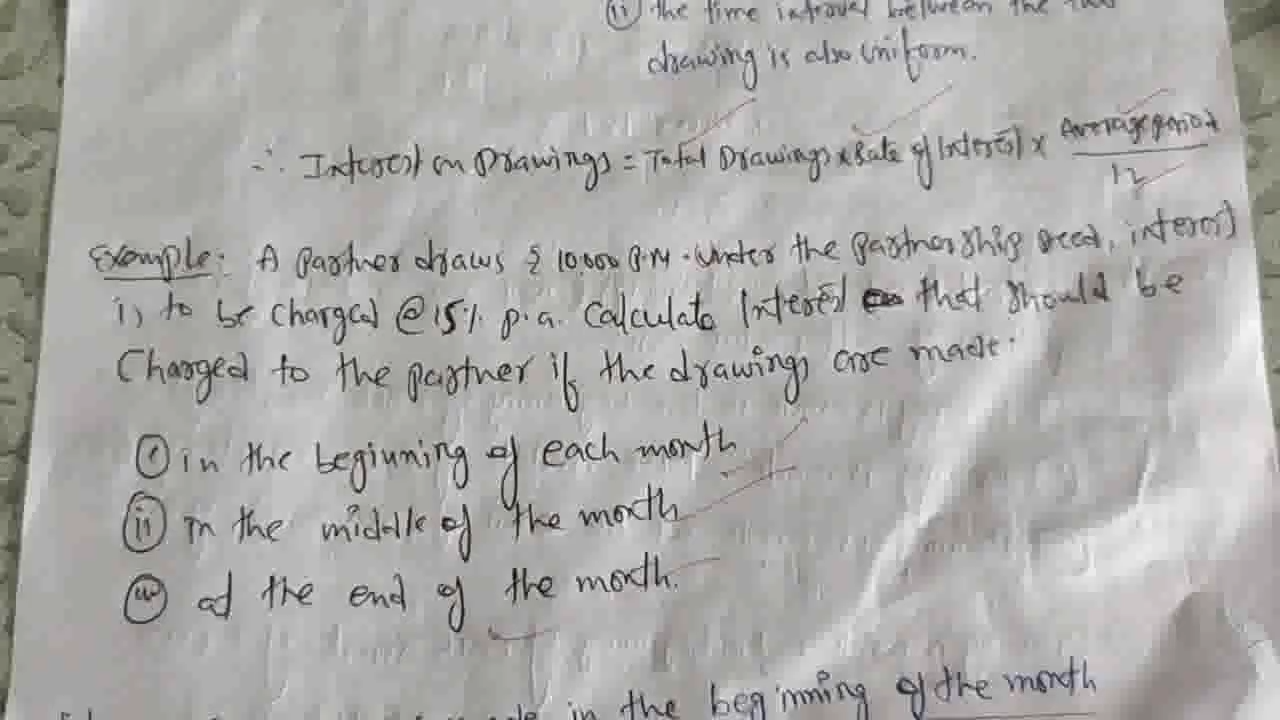 (ii) the time introval between the two
drawing is also Uniform.
∴ Interest on Drawings = Total Drawings × Rate of Interest × Average period / 12
Example: A Partner draws ₹ 10,000 P.M. Under the Partnership deed, interest
is to be charged @ 15% p.a. Calculate Interest that should be
Charged to the partner if the drawings are made:
(i) in the beginning of each month
(ii) in the middle of the month
(iii) at the end of the month.
in the beginning of the month